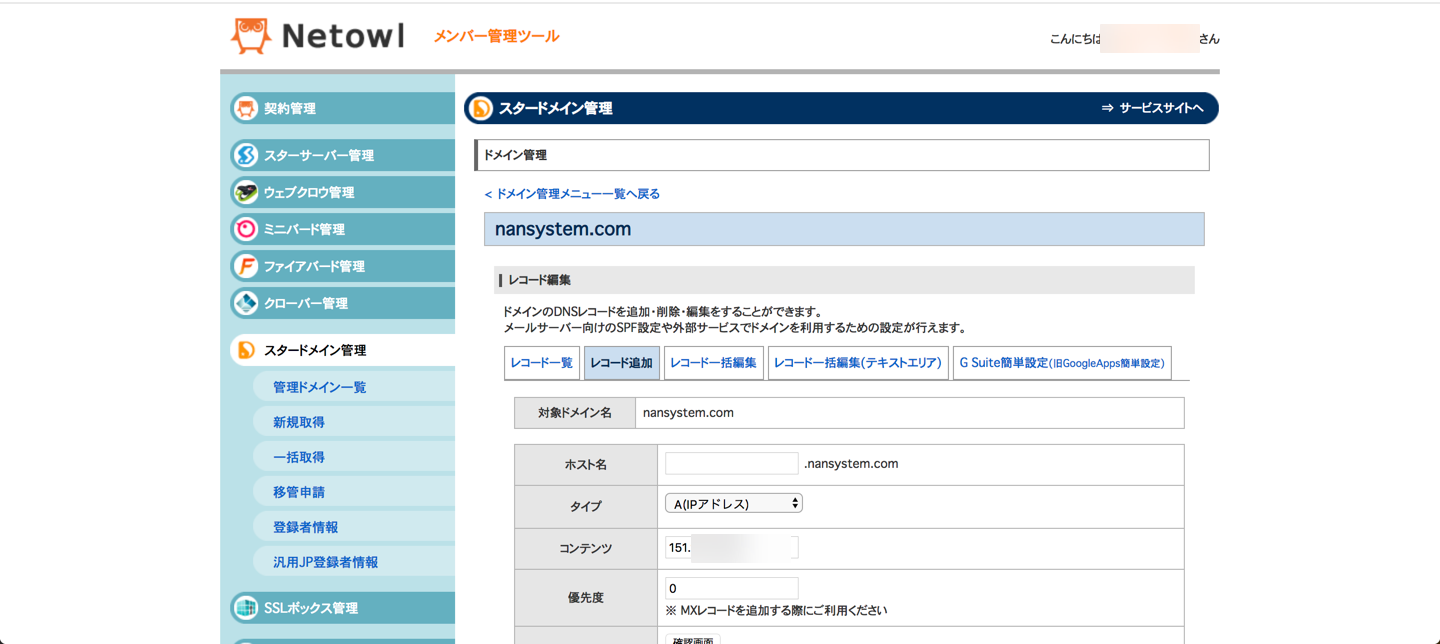 Netowl メンバー管理ツール
こんにちは さん
契約管理
スターサーバー管理
ウェブクロウ管理
ミニバード管理
ファイアバード管理
クローバー管理
スタードメイン管理
管理ドメイン一覧
新規取得
一括取得
移管申請
登録者情報
汎用JP登録者情報
SSLボックス管理
スタードメイン管理 ⇒ サービスサイトへ
ドメイン管理
< ドメイン管理メニュー一覧へ戻る
nansystem.com
レコード編集
ドメインのDNSレコードを追加・削除・編集をすることができます。
メールサーバー向けのSPF設定や外部サービスでドメインを利用するための設定が行えます。
レコード一覧 レコード追加 レコード一括編集 レコード一括編集(テキストエリア) G Suite簡単設定(旧GoogleApps簡単設定)
対象ドメイン名 nansystem.com
ホスト名 .nansystem.com
タイプ A(IPアドレス)
コンテンツ 151.
優先度 0
※ MXレコードを追加する際にご利用ください
確認画面